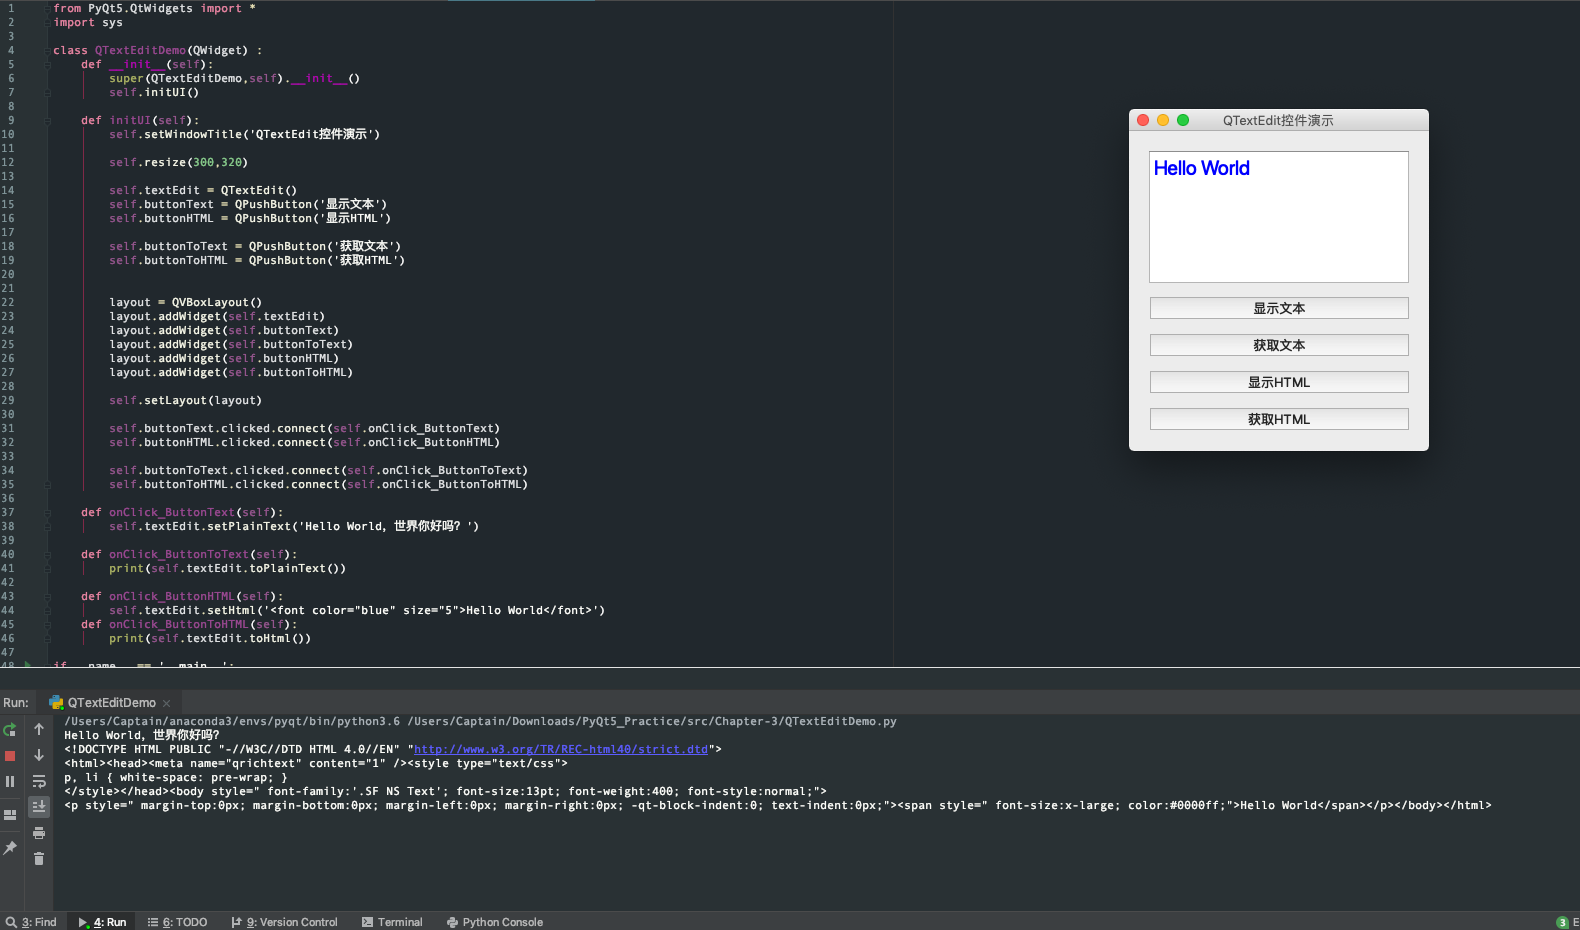 1 from PyQt5.QtWidgets import *
2 import sys
3
4 class QTextEditDemo(QWidget) :
5 def __init__(self):
6 super(QTextEditDemo,self).__init__()
7 self.initUI()
8
9 def initUI(self):
10 self.setWindowTitle('QTextEdit控件演示')
11
12 self.resize(300,320)
13
14 self.textEdit = QTextEdit()
15 self.buttonText = QPushButton('显示文本')
16 self.buttonHTML = QPushButton('显示HTML')
17
18 self.buttonToText = QPushButton('获取文本')
19 self.buttonToHTML = QPushButton('获取HTML')
20
21
22 layout = QVBoxLayout()
23 layout.addWidget(self.textEdit)
24 layout.addWidget(self.buttonText)
25 layout.addWidget(self.buttonToText)
26 layout.addWidget(self.buttonHTML)
27 layout.addWidget(self.buttonToHTML)
28
29 self.setLayout(layout)
30
31 self.buttonText.clicked.connect(self.onClick_ButtonText)
32 self.buttonHTML.clicked.connect(self.onClick_ButtonHTML)
33
34 self.buttonToText.clicked.connect(self.onClick_ButtonToText)
35 self.buttonToHTML.clicked.connect(self.onClick_ButtonToHTML)
36
37 def onClick_ButtonText(self):
38 self.textEdit.setPlainText('Hello World，世界你好吗？')
39
40 def onClick_ButtonToText(self):
41 print(self.textEdit.toPlainText())
42
43 def onClick_ButtonHTML(self):
44 self.textEdit.setHtml('<font color="blue" size="5">Hello World</font>')
45 def onClick_ButtonToHTML(self):
46 print(self.textEdit.toHtml())
47
48 if __name__ == '__main__':
QTextEdit控件演示
Hello World
显示文本
获取文本
显示HTML
获取HTML
Run: QTextEditDemo
/Users/Captain/anaconda3/envs/pyqt/bin/python3.6 /Users/Captain/Downloads/PyQt5_Practice/src/Chapter-3/QTextEditDemo.py
Hello World，世界你好吗？
<!DOCTYPE HTML PUBLIC "-//W3C//DTD HTML 4.0//EN" "http://www.w3.org/TR/REC-html40/strict.dtd">
<html><head><meta name="qrichtext" content="1" /><style type="text/css">
p, li { white-space: pre-wrap; }
</style></head><body style=" font-family:'.SF NS Text'; font-size:13pt; font-weight:400; font-style:normal;">
<p style=" margin-top:0px; margin-bottom:0px; margin-left:0px; margin-right:0px; -qt-block-indent:0; text-indent:0px;"><span style=" font-size:x-large; color:#0000ff;">Hello World</span></p></body></html>
3: Find 4: Run 6: TODO 9: Version Control Terminal Python Console 3 E